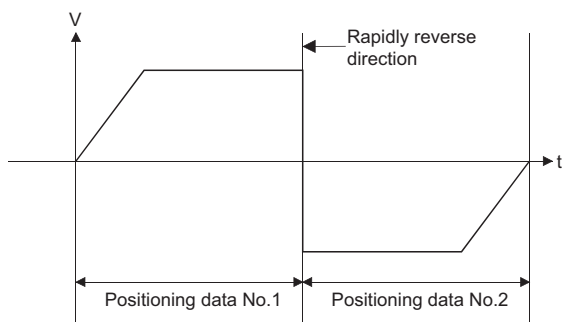 V
Rapidly reverse
direction
t
Positioning data No.1
Positioning data No.2